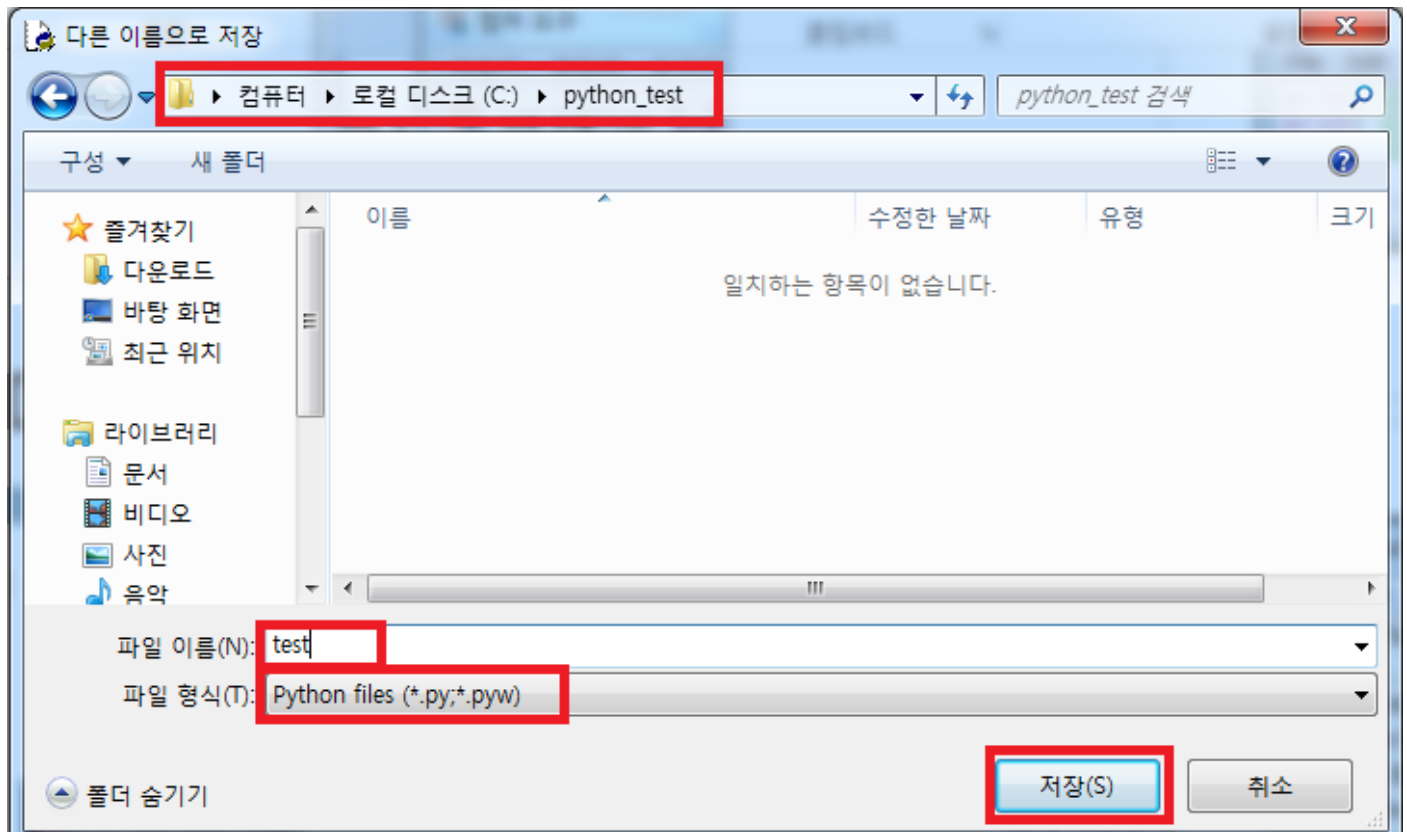 다른 이름으로 저장
컴퓨터 로컬 디스크 (C:) python_test
python_test 검색
구성 새 폴더
이름 수정한 날짜 유형 크기
일치하는 항목이 없습니다.
즐겨찾기
다운로드
바탕 화면
최근 위치
라이브러리
문서
비디오
사진
음악
파일 이름(N): test
파일 형식(T): Python files (*.py;*.pyw)
폴더 숨기기
저장(S) 취소